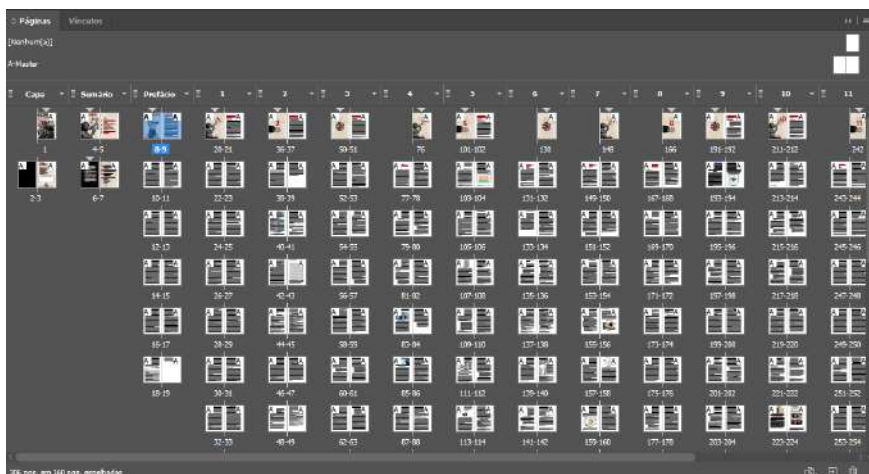 Páginas Vínculos
[Nenhum(a)]
A-Master
Capa Sumário Prefácio 1 2 3 4 5 6 7 8 9 10 11
1 4-5 8-9 20-21 36-37 50-51 76 101-102 130 148 166 191-192 211-212 242
2-3 6-7 10-11 22-23 38-39 52-53 77-78 103-104 131-132 149-150 167-168 193-194 213-214 243-244
12-13 24-25 40-41 54-55 79-80 105-106 133-134 151-152 169-170 195-196 215-216 245-246
14-15 26-27 42-43 56-57 81-82 107-108 135-136 153-154 171-172 197-198 217-218 247-248
16-17 28-29 44-45 58-59 83-84 109-110 137-138 155-156 173-174 199-200 219-220 249-250
18-19 30-31 46-47 60-61 85-86 111-112 139-140 157-158 175-176 201-202 221-222 251-252
32-33 48-49 62-63 87-88 113-114 141-142 159-160 177-178 203-204 223-224 253-254
306 pgs. em 160 pgs. espelhadas